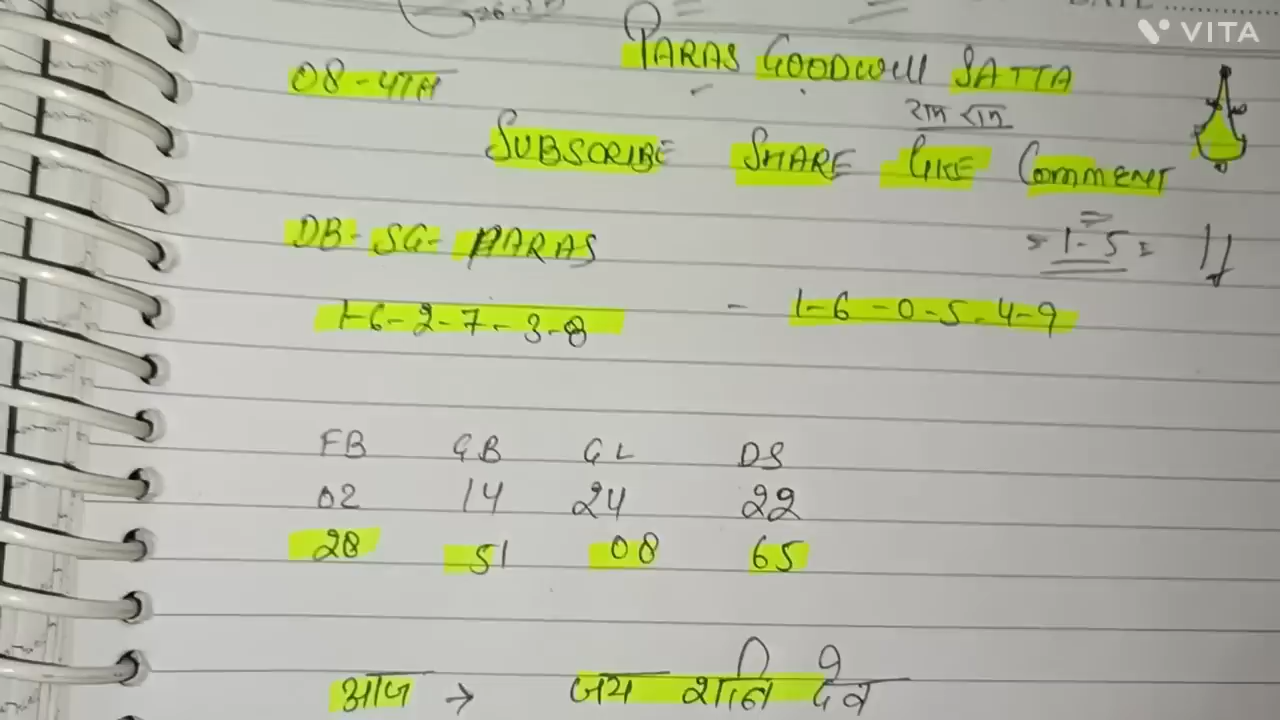 DATE ..............
VITA
PARAS GOODWILL SATTA
08-419
राम राम
SUBSCRIBE SHARE LIKE COMMENT
DB- SG- PARAS
= 1-5 =
1-6-2-7-3-8 - 1-6-0-5-4-9
FB GB GL DS
02 14 24 22
28 51 08 65
आज → जय शनि देव